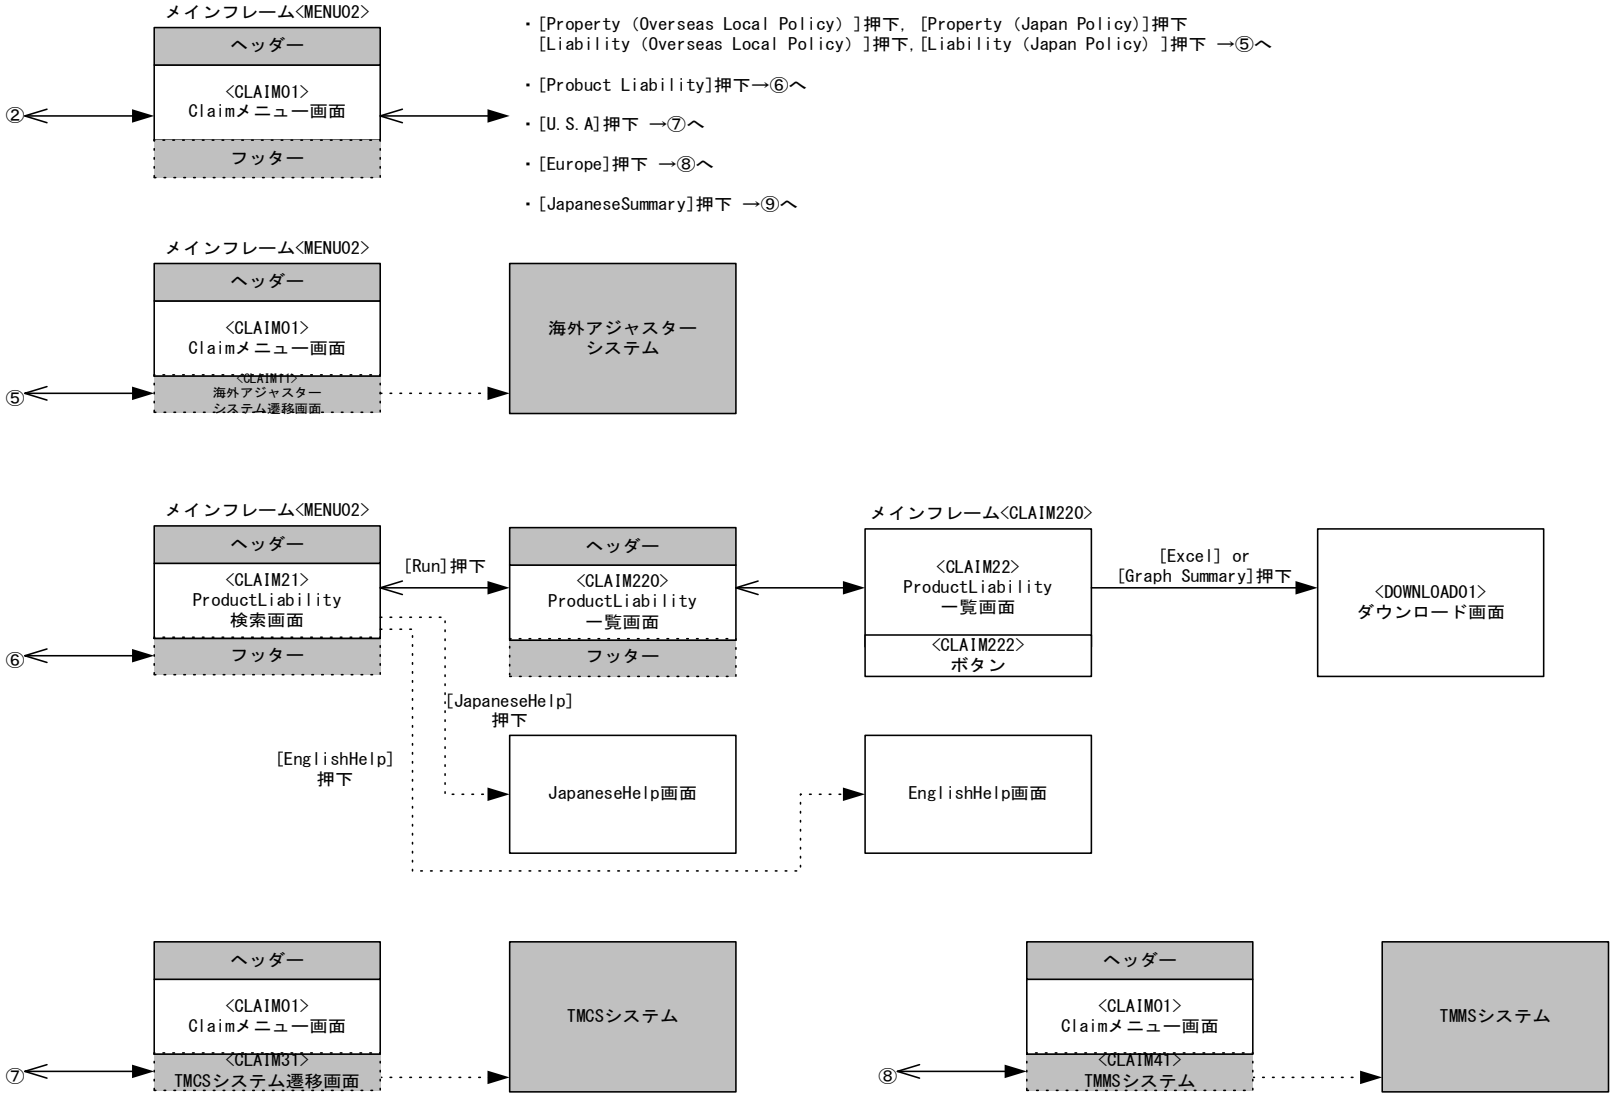 メインフレーム<MENU02>
ヘッダー
<CLAIM01>
Claimメニュー画面
フッター
②
・[Property (Overseas Local Policy) ]押下, [Property (Japan Policy)]押下
[Liability (Overseas Local Policy) ]押下,[Liability (Japan Policy) ]押下 →⑤へ
・[Probuct Liability]押下→⑥へ
・[U.S.A]押下 →⑦へ
・[Europe]押下 →⑧へ
・[JapaneseSummary]押下 →⑨へ
メインフレーム<MENU02>
ヘッダー
<CLAIM01>
Claimメニュー画面
<CLAIM11>
海外アジャスター
システム遷移画面
⑤
海外アジャスター
システム
メインフレーム<MENU02>
ヘッダー
<CLAIM21>
ProductLiability
検索画面
フッター
⑥
[Run]押下
ヘッダー
<CLAIM220>
ProductLiability
一覧画面
フッター
メインフレーム<CLAIM220>
<CLAIM22>
ProductLiability
一覧画面
<CLAIM222>
ボタン
[Excel] or
[Graph Summary]押下
<DOWNLOAD01>
ダウンロード画面
[JapaneseHelp]
押下
[EnglishHelp]
押下
JapaneseHelp画面
EnglishHelp画面
ヘッダー
<CLAIM01>
Claimメニュー画面
<CLAIM31>
TMCSシステム遷移画面
⑦
TMCSシステム
ヘッダー
<CLAIM01>
Claimメニュー画面
<CLAIM41>
TMMSシステム
⑧
TMMSシステム